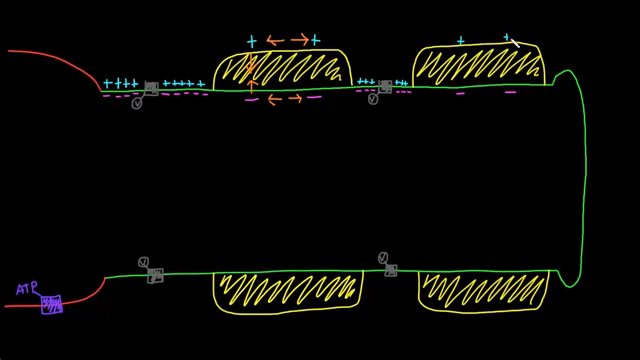 + + 
+ +
++++ +++++ +++ +++
V V
V V
ATP